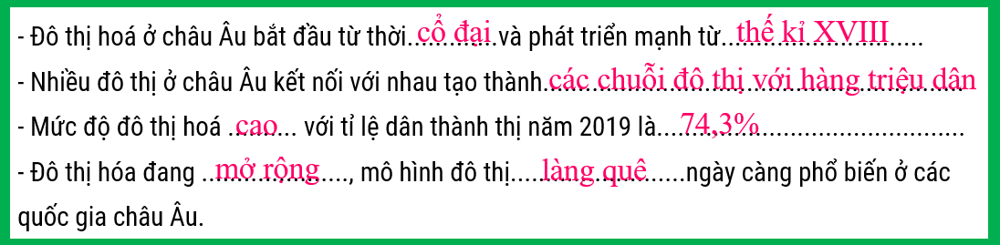 - Đô thị hoá ở châu Âu bắt đầu từ thời..cổ đại..và phát triển mạnh từ..thế kỉ XVIII.....
- Nhiều đô thị ở châu Âu kết nối với nhau tạo thành.các chuỗi đô thị với hàng triệu dân
- Mức độ đô thị hoá .cao... với tỉ lệ dân thành thị năm 2019 là...74,3%..............................
- Đô thị hóa đang ..mở rộng...., mô hình đô thị....làng quê.....ngày càng phổ biến ở các
quốc gia châu Âu.